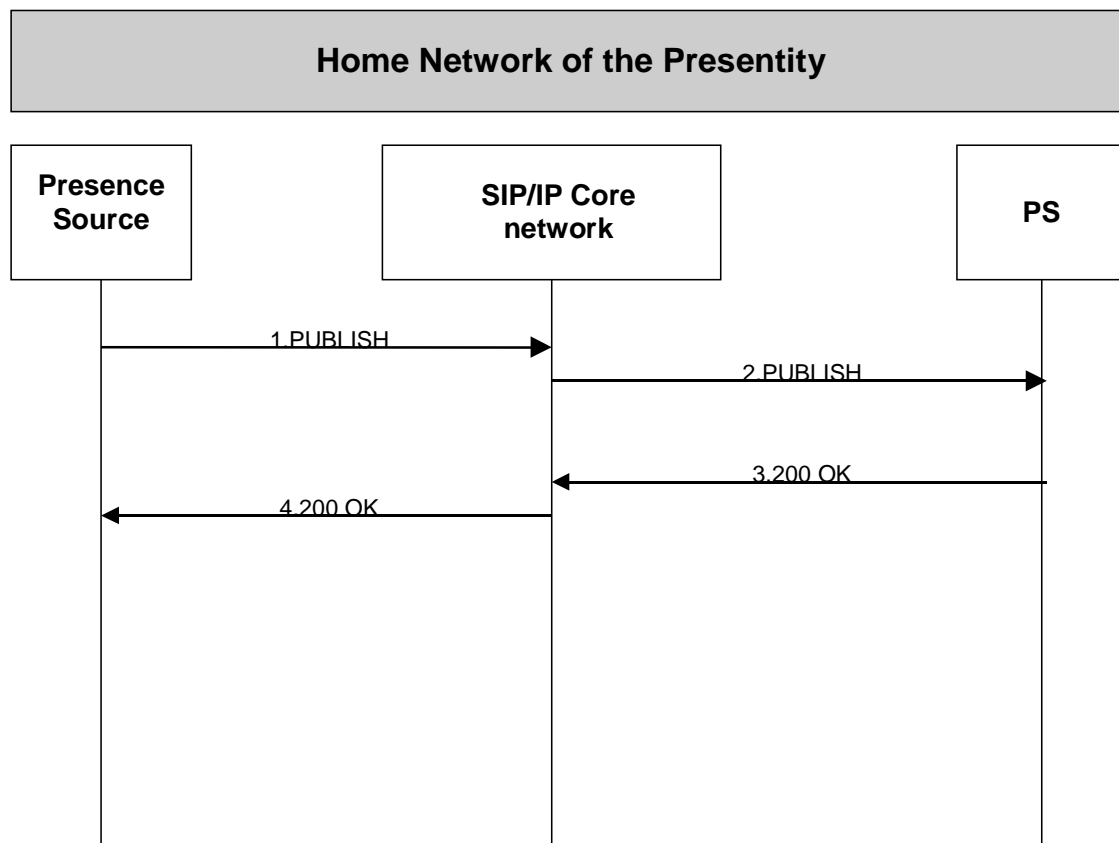 Home Network of the Presentity
Presence
Source
SIP/IP Core
network
PS
1.PUBLISH
2.PUBLISH
3.200 OK
4.200 OK